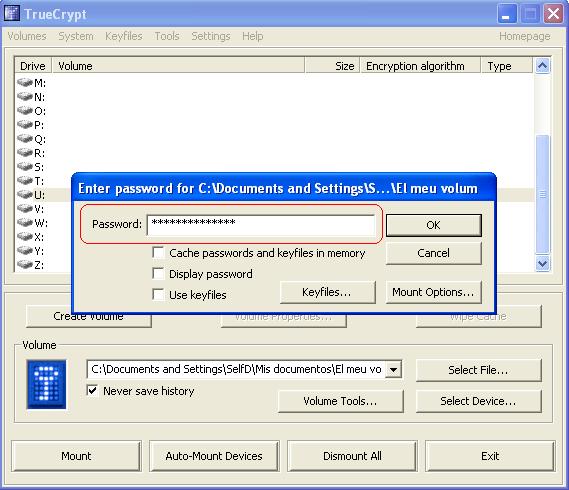 TrueCrypt
Volumes System Keyfiles Tools Settings Help Homepage
Drive Volume Size Encryption algorithm Type
M:
N:
O:
P:
Q:
R:
S:
T:
U:
V:
W:
X:
Y:
Z:
Enter password for C:\Documents and Settings\S...\El meu volum
Password: **************
OK
Cache passwords and keyfiles in memory
Cancel
Display password
Use keyfiles
Keyfiles...
Mount Options...
Create Volume
Volume Properties...
Wipe Cache
Volume
C:\Documents and Settings\SelfD\Mis documentos\El meu vo
Select File...
Never save history
Volume Tools...
Select Device...
Mount
Auto-Mount Devices
Dismount All
Exit